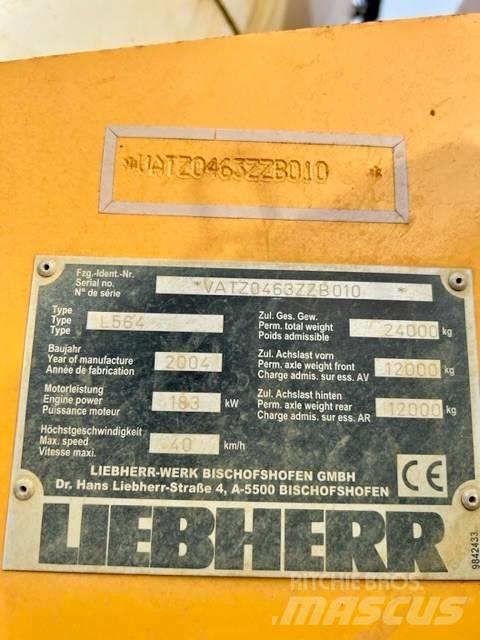 *VATZ0463ZZB010 *
Fzg.-Ident.-Nr.
Serial no.
N° de série
*VATZ0463ZZB010 *
Type
Type
Type
L564
Baujahr
Year of manufacture
Année de fabrication
2004
Motorleistung
Engine power
Puissance moteur
183 kW
Höchstgeschwindigkeit
Max. speed
Vitesse maxi.
40 km/h
Zul. Ges. Gew.
Perm. total weight
Poids admissible
24000 kg
Zul. Achslast vorn
Perm. axle weight front
Charge admis. sur ess. AV
12000 kg
Zul. Achslast hinten
Perm. axle weight rear
Charge admis. sur ess. AR
12000 kg
LIEBHERR-WERK BISCHOFSHOFEN GMBH
Dr. Hans Liebherr-Straße 4, A-5500 BISCHOFSHOFEN
CE
LIEBHERR
9842433
RITCHIE BROS.
MASCUS